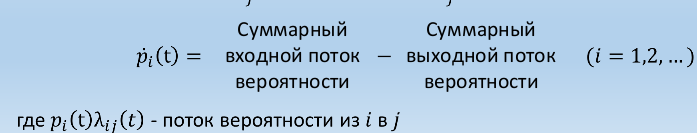 Суммарный Суммарный
ṗᵢ(t) = входной поток − выходной поток (i = 1,2, …)
вероятности вероятности
где pᵢ(t)λᵢⱼ(t) - поток вероятности из i в j